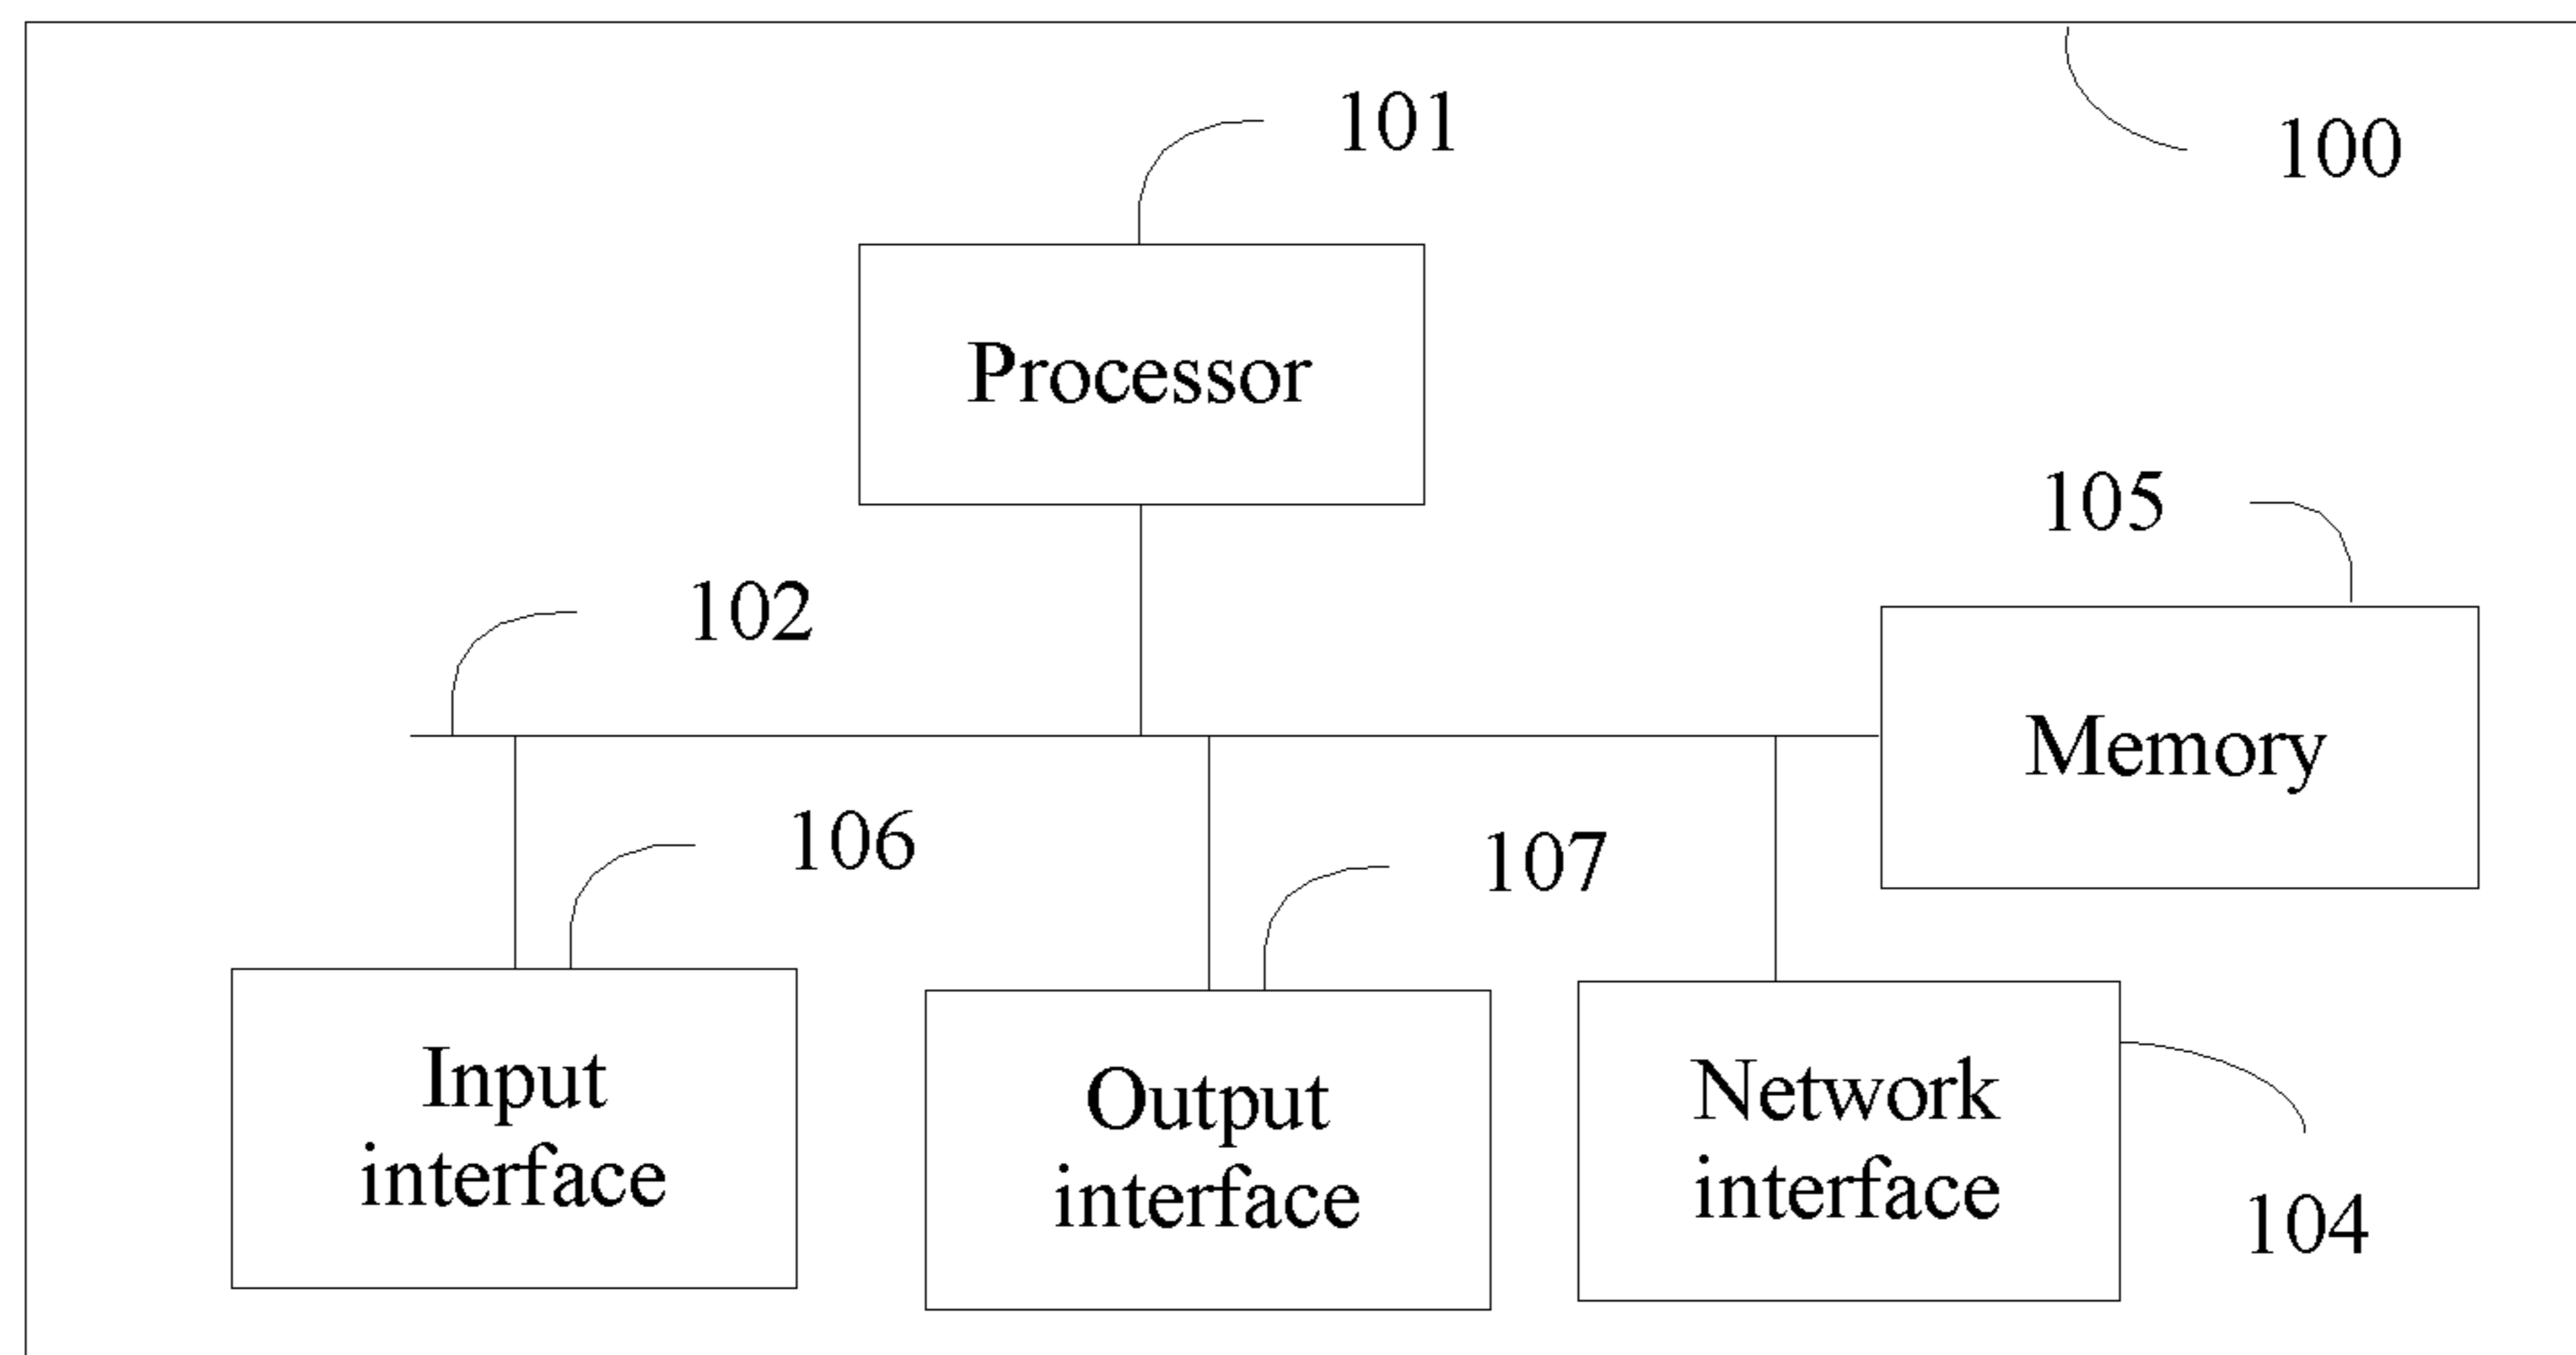 101
100
Processor
105
102
Memory
106
107
Input
interface
Output
interface
Network
interface
104